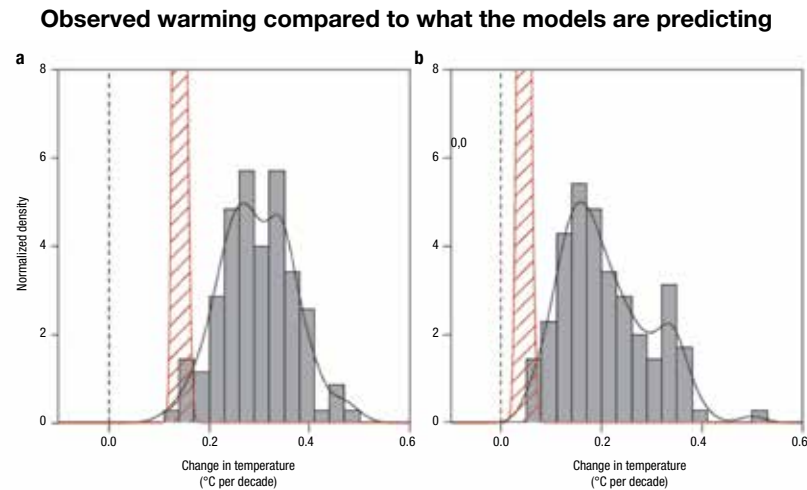 Observed warming compared to what the models are predicting
a
b
8
6
4
2
0
Normalized density
0.0
0.2
0.4
0.6
Change in temperature
(°C per decade)
8
6
4
2
0
0,0
0.0
0.2
0.4
0.6
Change in temperature
(°C per decade)